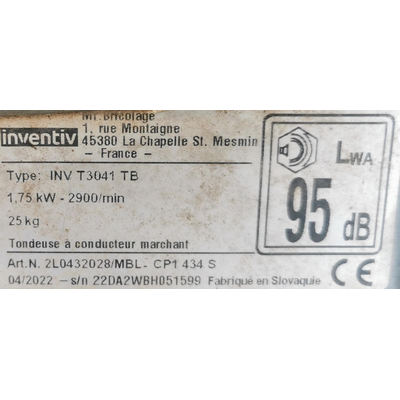 Mr.Bricolage
inventiv
1, rue Montaigne
45380 La Chapelle St. Mesmin
- France -
Type: INV T3041 TB
1,75 kW - 2900/min
25 kg
Tondeuse à conducteur marchant
LWA
95 dB
Art.N. 2L0432028/MBL- CP1 434 S
04/2022 – s/n 22DA2WBH051599 Fabriqué en Slovaquie
CE